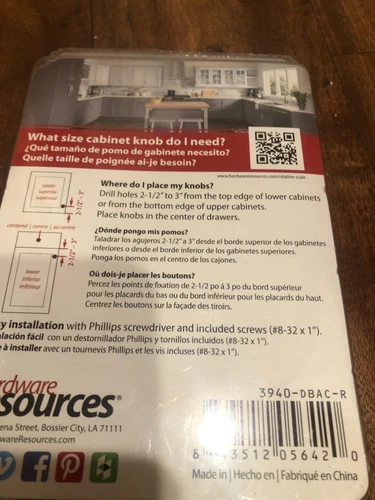 What size cabinet knob do I need?
¿Qué tamaño de pomo de gabinete necesito?
Quelle taille de poignée ai-je besoin?
www.hardwareresources.com/relative-scale
Where do I place my knobs?
Drill holes 2-1/2" to 3" from the top edge of lower cabinets
or from the bottom edge of upper cabinets.
Place knobs in the center of drawers.
upper
supremo
supérieur
2-1/2" - 3"
centered | centro | au centre
2-1/2" - 3"
lower
inferior
inférieur
¿Dónde pongo mis pomos?
Taladrar los agujeros 2-1/2" a 3" desde el borde superior de los gabinetes
inferiores o desde el borde inferior de los gabinetes superiores.
Ponga los pomos en el centro de los cajones.
Où dois-je placer les boutons?
Percez les points de fixation de 2-1/2 po á 3 po du bord supérieur
pour les placards du bas ou du bord inférieur pour les placards du haut.
Centrez les boutons sur la façade des tiroirs.
y installation with Phillips screwdriver and included screws (#8-32 x 1").
alación fácil con un destornillador Phillips y tornillos incluidos (#8-32 x 1").
e à installer avec un tournevis Phillips et les vis incluses (#8-32 x 1").
rdware
sources®
ena Street, Bossier City, LA 71111
wareResources.com
3940-DBAC-R
8 43512 05642 0
Made in | Hecho en | Fabriqué en China